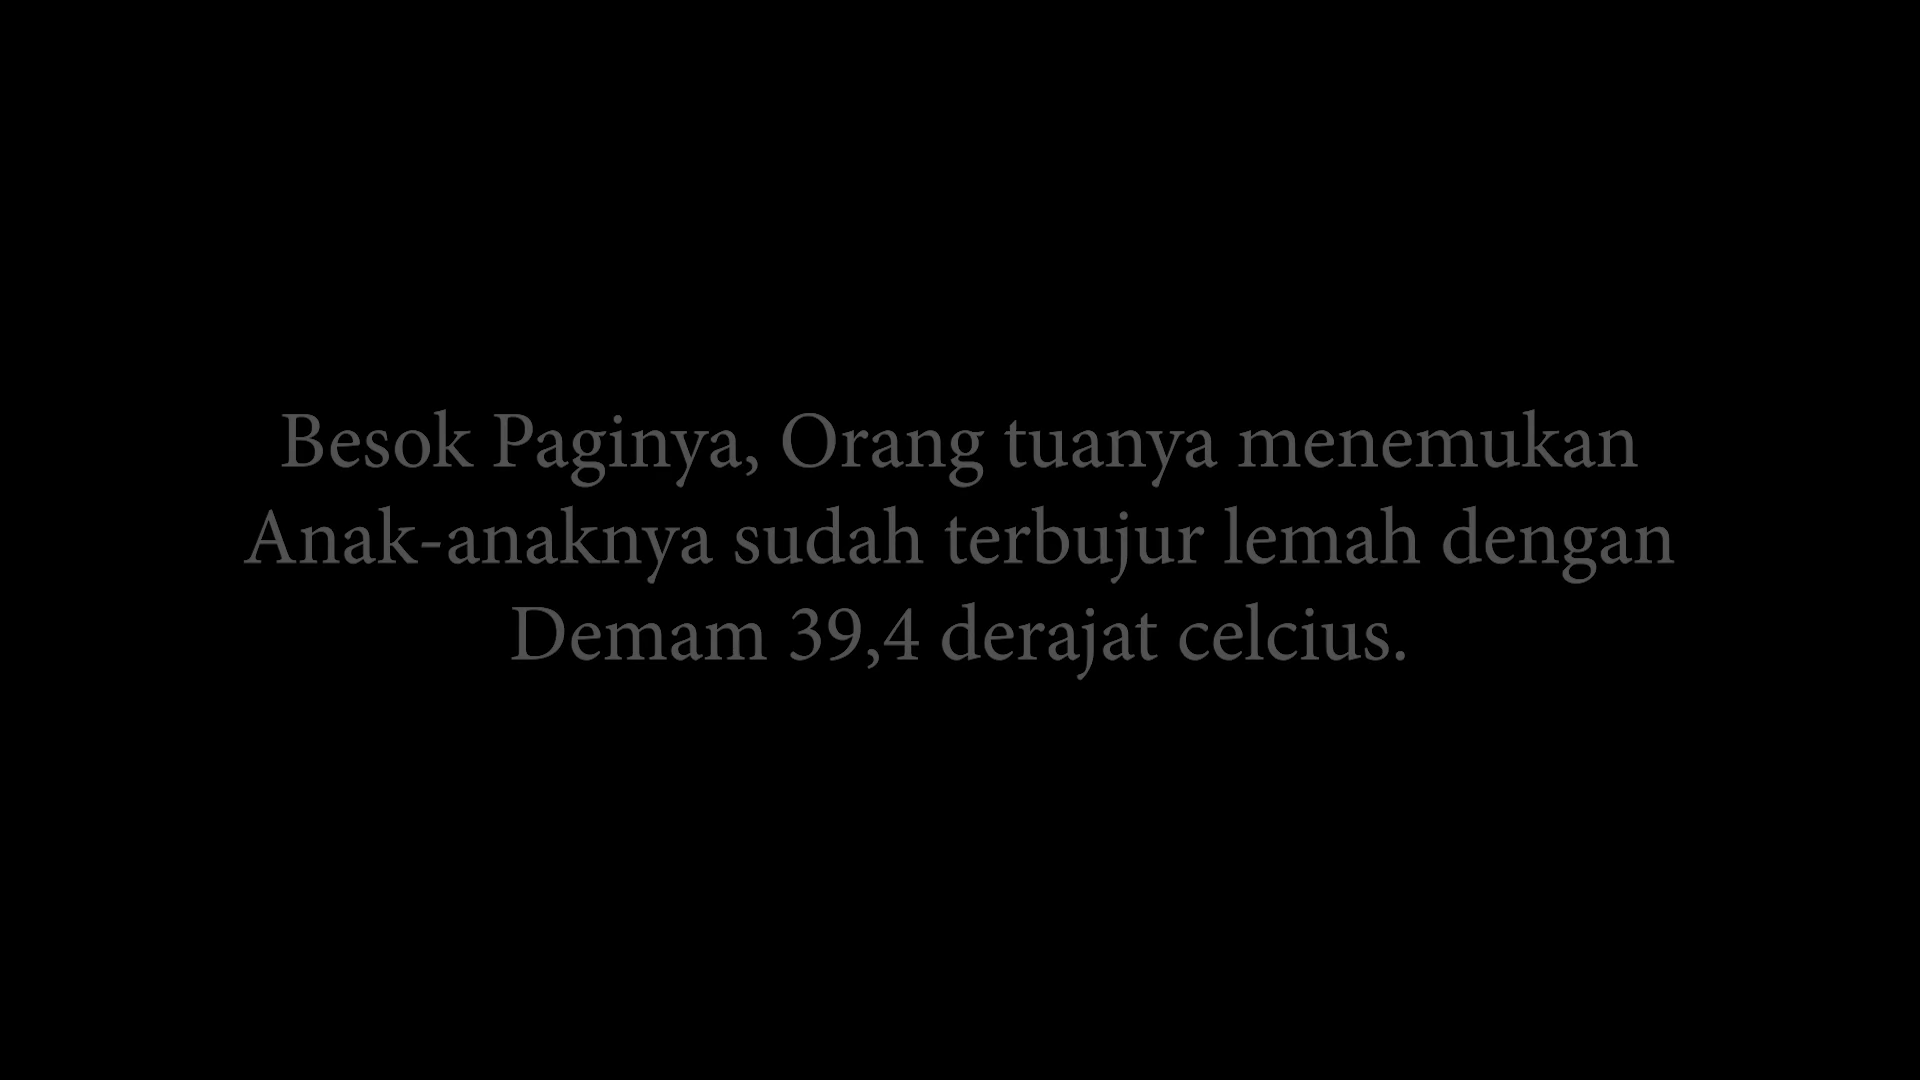 Besok Paginya, Orang tuanya menemukan
Anak-anaknya sudah terbujur lemah dengan
Demam 39,4 derajat celcius.